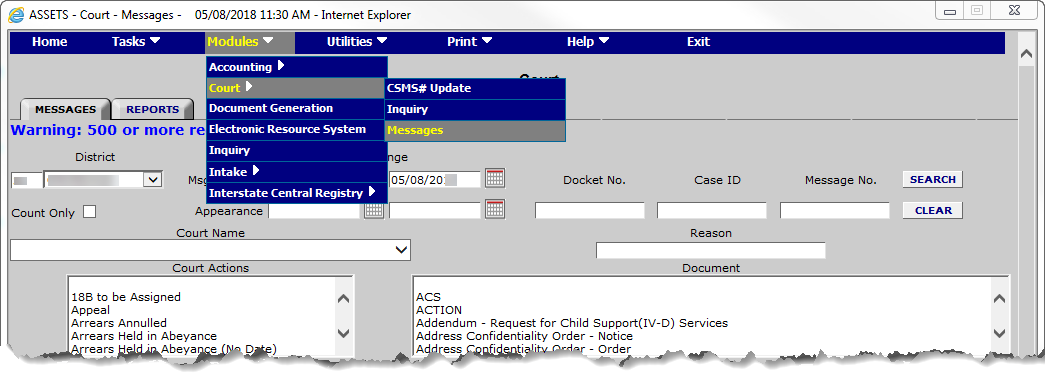 ASSETS - Court - Messages - 05/08/2018 11:30 AM - Internet Explorer
Home Tasks Modules Utilities Print Help Exit
Accounting
Court
Document Generation
Electronic Resource System
Inquiry
Intake
Interstate Central Registry
CSMS# Update
Inquiry
Messages
MESSAGES REPORTS
Warning: 500 or more re
District nge
Msg 05/08/20 Docket No. Case ID Message No. SEARCH
Count Only Appearance CLEAR
Court Name Reason
Court Actions Document
18B to be Assigned
Appeal
Arrears Annulled
Arrears Held in Abeyance
Arrears Held in Abeyance (No Date)
ACS
ACTION
Addendum - Request for Child Support(IV-D) Services
Address Confidentiality Order - Notice
Address Confidentiality Order - Order